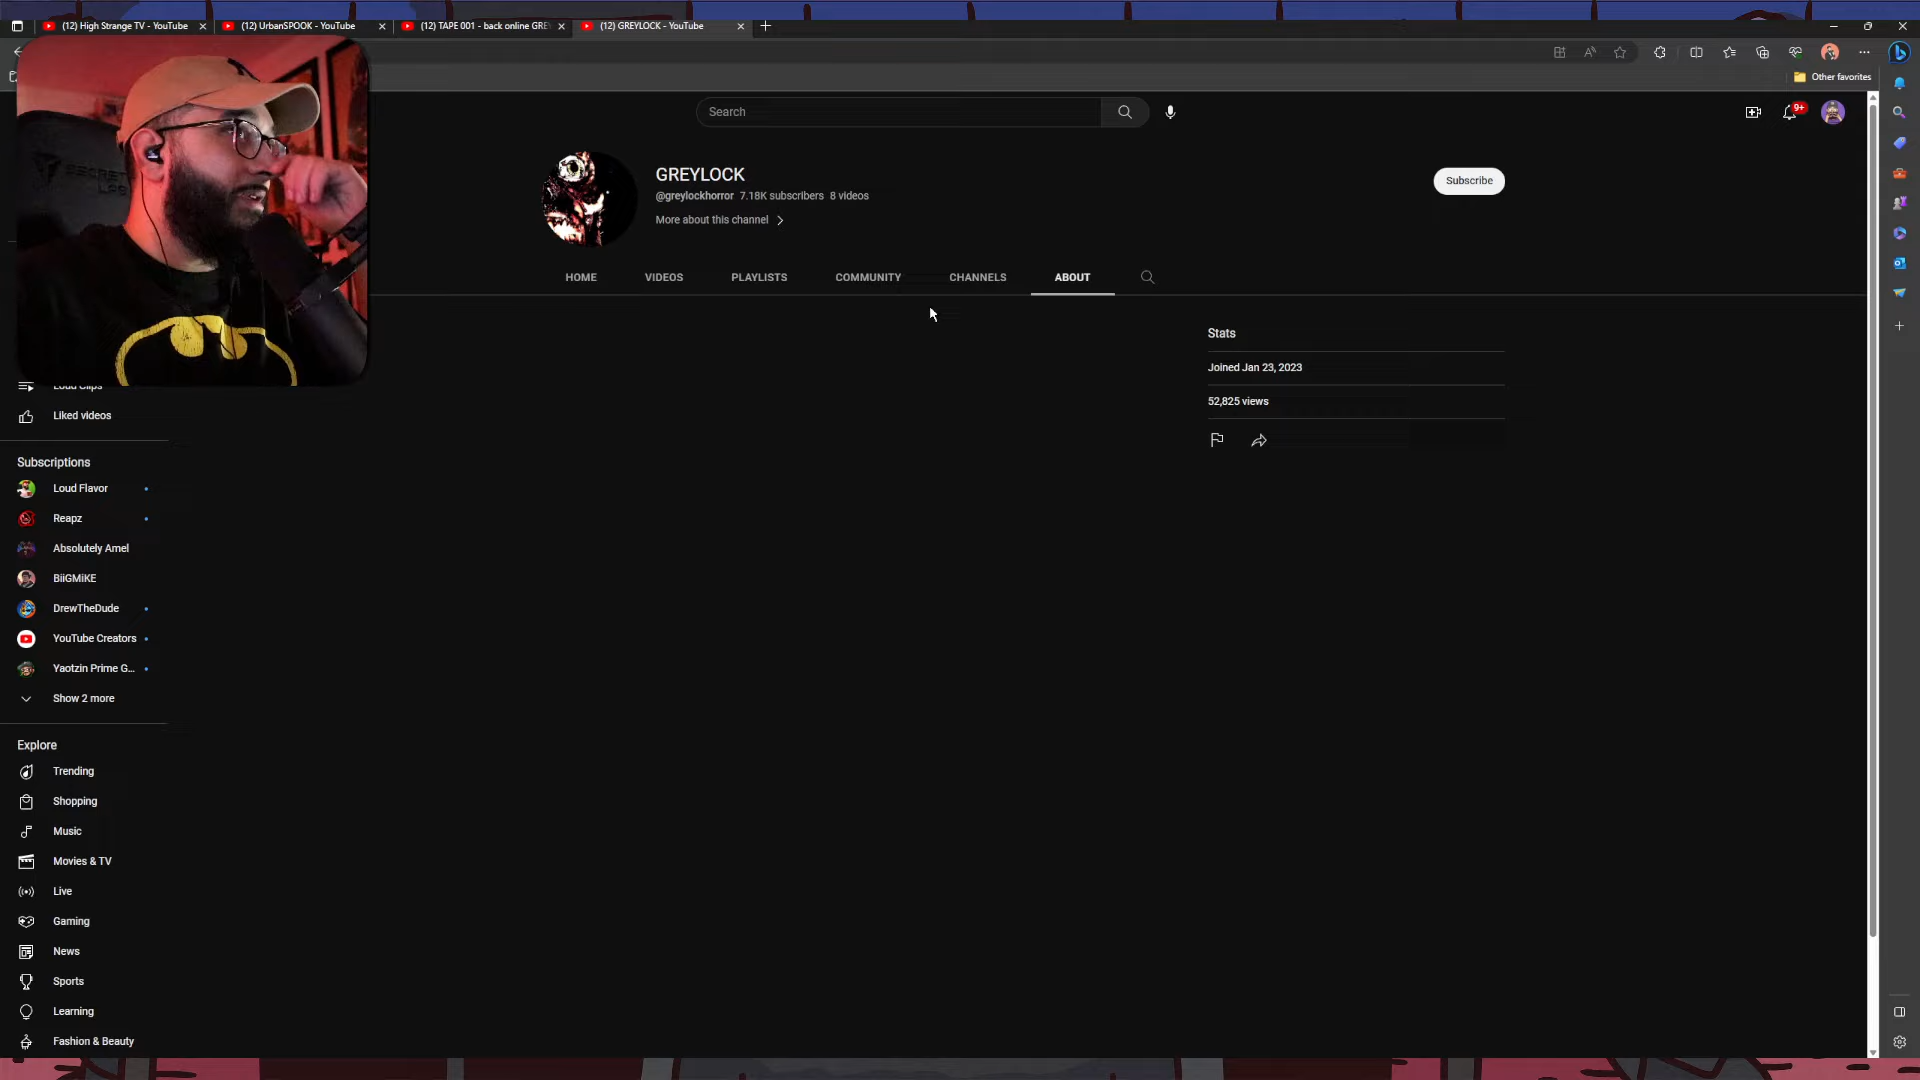 (12) High Strange TV - YouTube
(12) UrbanSPOOK - YouTube
(12) TAPE 001 - back online GRE
(12) GREYLOCK - YouTube
Other favorites
Search
9+
GREYLOCK
@greylockhorror 7.18K subscribers 8 videos
More about this channel
Subscribe
HOME
VIDEOS
PLAYLISTS
COMMUNITY
CHANNELS
ABOUT
Stats
Joined Jan 23, 2023
52,825 views
Loud Clips
Liked videos
Subscriptions
Loud Flavor
Reapz
Absolutely Amel
BiiGMiKE
DrewTheDude
YouTube Creators
Yaotzin Prime G...
Show 2 more
Explore
Trending
Shopping
Music
Movies & TV
Live
Gaming
News
Sports
Learning
Fashion & Beauty